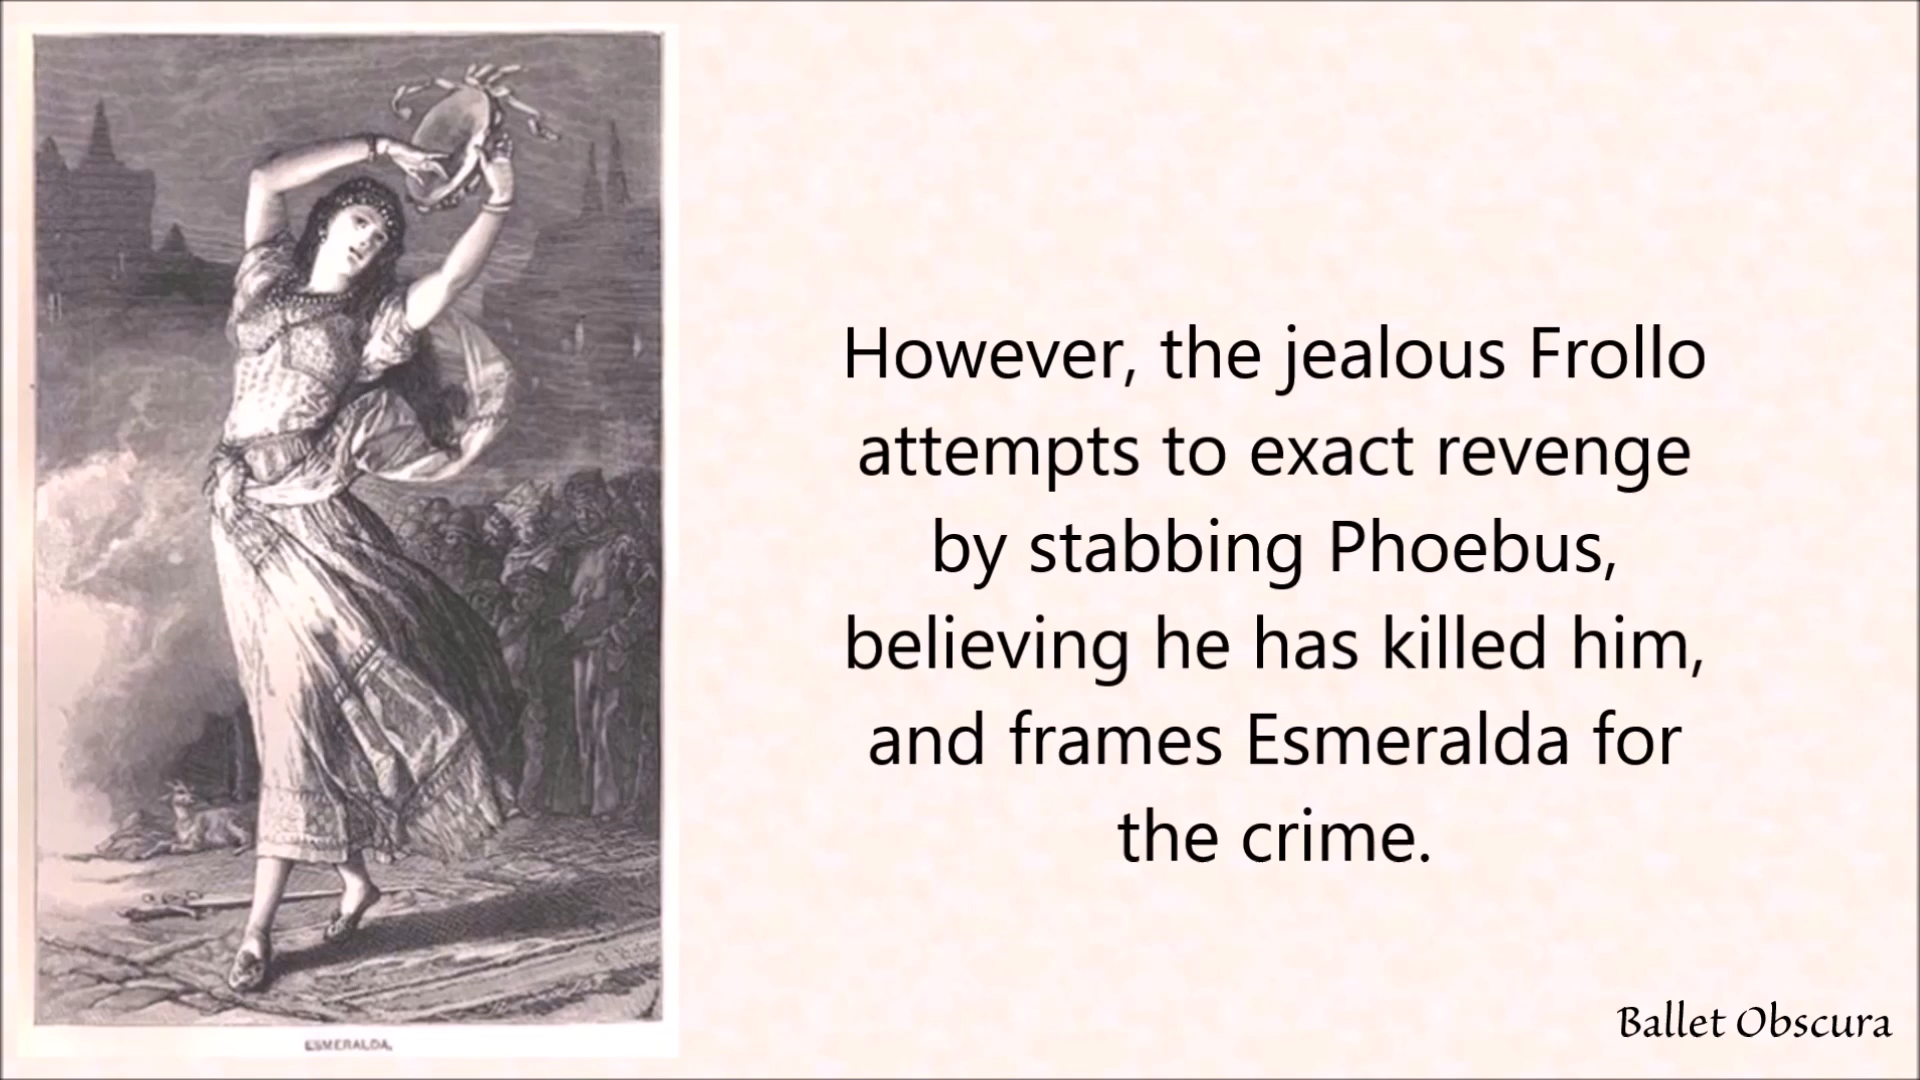 However, the jealous Frollo
attempts to exact revenge
by stabbing Phoebus,
believing he has killed him,
and frames Esmeralda for
the crime.
ESMERALDA.
Ballet Obscura